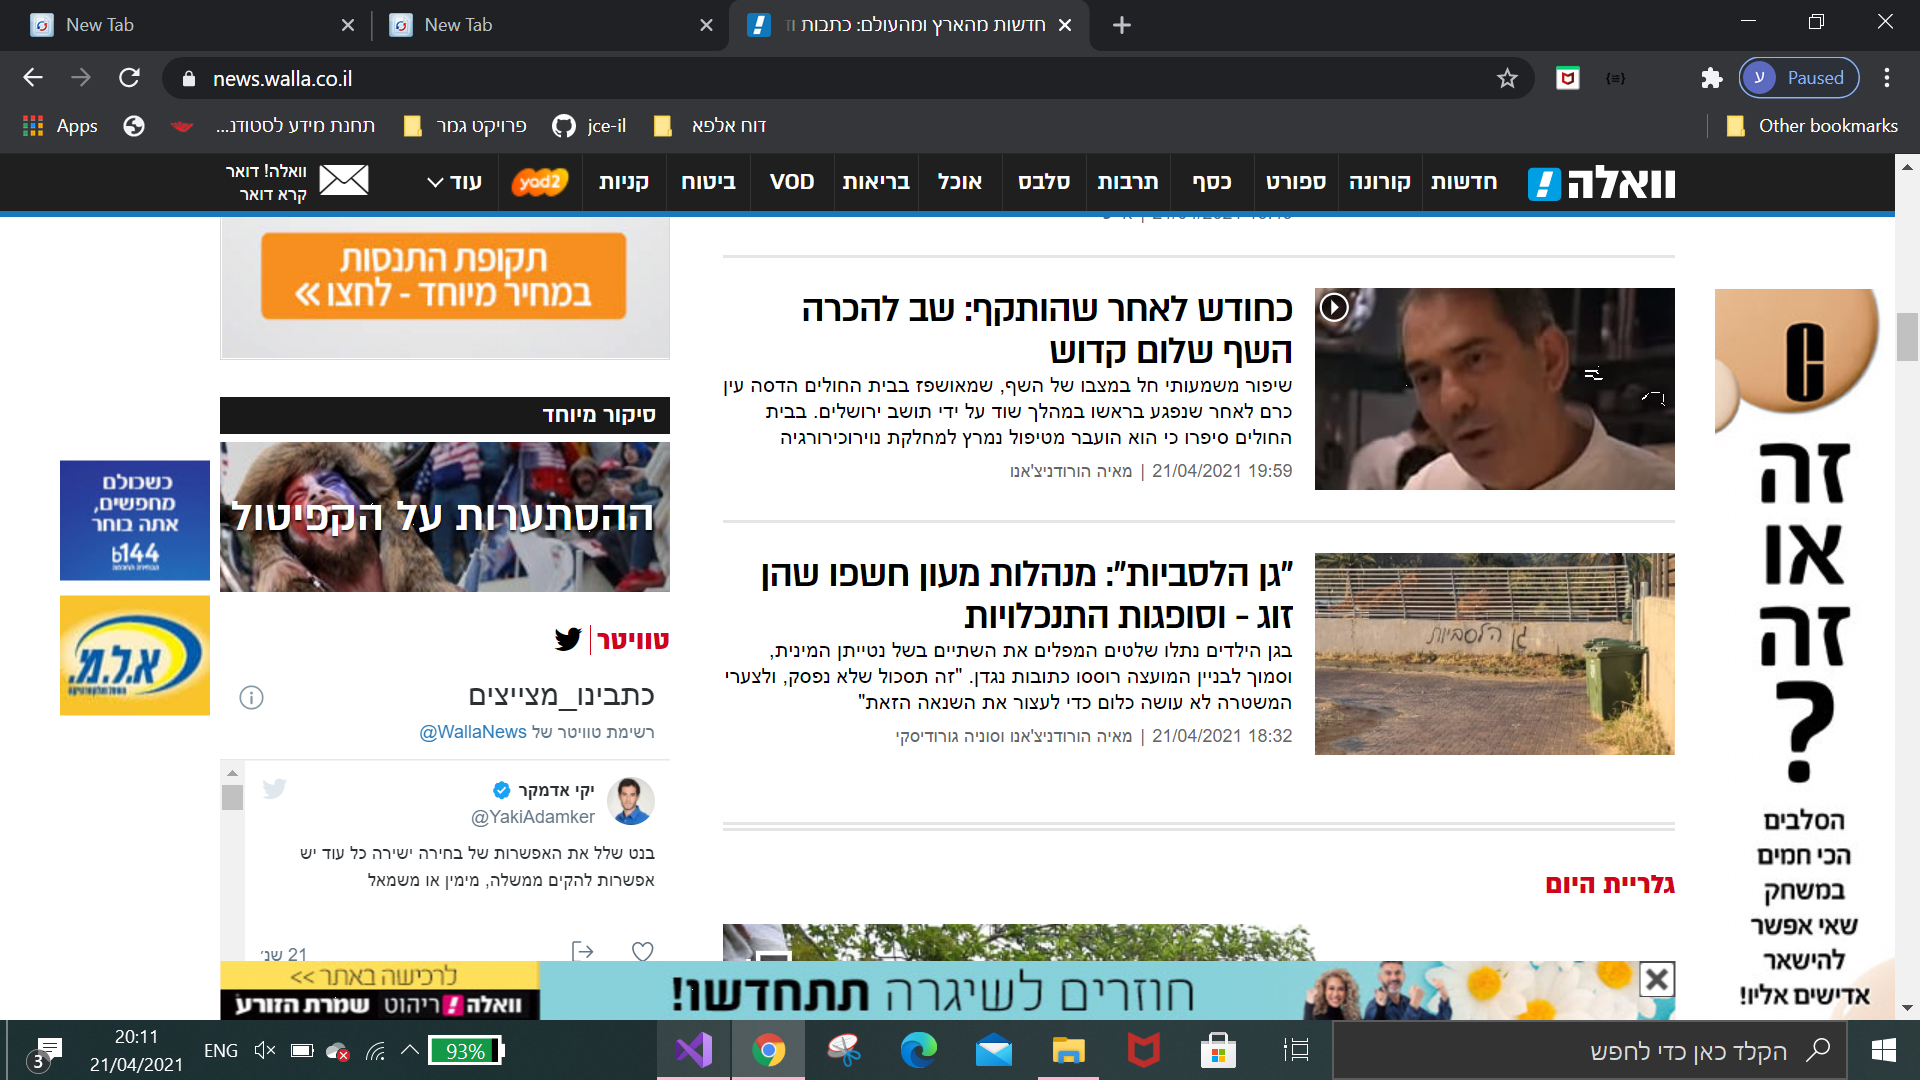 New Tab
New Tab
חדשות מהארץ ומהעולם: כתבות וז
news.walla.co.il
Paused
ע
Apps
תחנת מידע לסטודנ...
פרויקט גמר
jce-il
דוח אלפא
Other bookmarks
וואלה!
חדשות
קורונה
ספורט
כסף
תרבות
סלבס
אוכל
בריאות
VOD
ביטוח
קניות
yad2
עוד
וואלה! דואר
קרא דואר
תקופת התנסות
במחיר מיוחד - לחצו »
כחודש לאחר שהותקף: שב להכרה
השף שלום קדוש
שיפור משמעותי חל במצבו של השף, שמאושפז בבית החולים הדסה עין
כרם לאחר שנפגע בראשו במהלך שוד על ידי תושב ירושלים. בבית
החולים סיפרו כי הוא הועבר מטיפול נמרץ למחלקת נוירוכירורגיה
מאיה הורודניצ'אנו | 21/04/2021 19:59
"גן הלסביות": מנהלות מעון חשפו שהן
זוג - וסופגות התנכלויות
בגן הילדים נתלו שלטים המפלים את השתיים בשל נטייתן המינית,
וסמוך לבניין המועצה רוססו כתובות נגדן. "זה תסכול שלא נפסק, ולצערי
המשטרה לא עושה כלום כדי לעצור את השנאה הזאת"
מאיה הורודניצ'אנו וסוניה גורודיסקי | 21/04/2021 18:32
גן הלסביות
גלריית היום
סיקור מיוחד
ההסתערות על הקפיטול
טוויטר
כתבינו_מצייצים
רשימת טוויטר של @WallaNews
יקי אדמקר
@YakiAdamker
בנט שלל את האפשרות של בחירה ישירה כל עוד יש
אפשרות להקים ממשלה, מימין או משמאל
21 שנ׳
כשכולם
מחפשים,
אתה בוחר
b144
א.ל.מ.
זה
או
זה
?
הסלבים
הכי חמים
במשחק
שאי אפשר
להישאר
אדישים אליו!
חוזרים לשיגרה תתחדשו!
לרכישה באתר >>
וואלה! ריהוט שמרת הזורע
3
20:11
21/04/2021
ENG
93%
הקלד כאן כדי לחפש